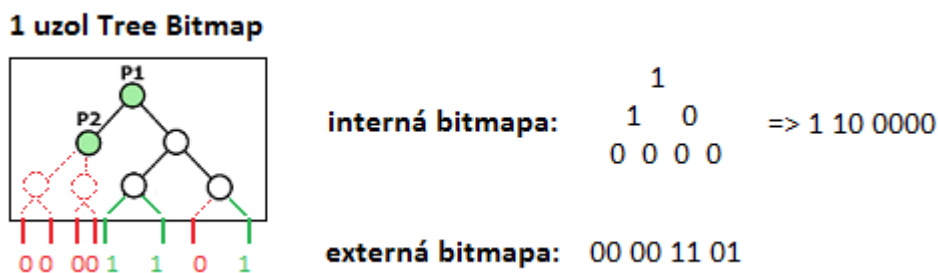 1 uzol Tree Bitmap
P1
P2
0 0 0 0 1 1 0 1
interná bitmapa:
1
1 0
0 0 0 0
=> 1 10 0000
externá bitmapa: 00 00 11 01